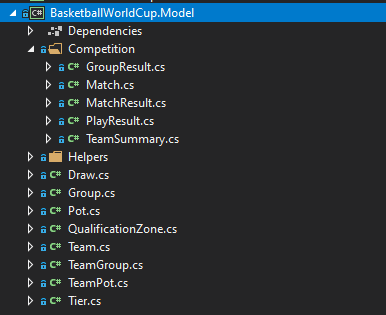 C# BasketballWorldCup.Model
Dependencies
Competition
C# GroupResult.cs
C# Match.cs
C# MatchResult.cs
C# PlayResult.cs
C# TeamSummary.cs
Helpers
C# Draw.cs
C# Group.cs
C# Pot.cs
C# QualificationZone.cs
C# Team.cs
C# TeamGroup.cs
C# TeamPot.cs
C# Tier.cs